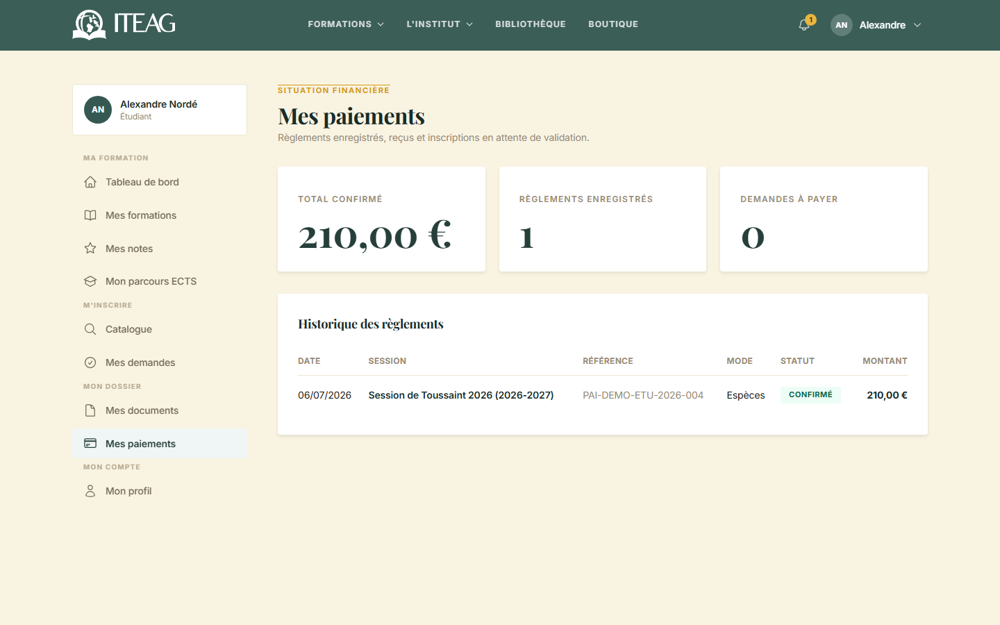 ITEAG
FORMATIONS
L'INSTITUT
BIBLIOTHÈQUE
BOUTIQUE
1
AN
Alexandre
AN
Alexandre Nordé
Étudiant
MA FORMATION
Tableau de bord
Mes formations
Mes notes
Mon parcours ECTS
M'INSCRIRE
Catalogue
Mes demandes
MON DOSSIER
Mes documents
Mes paiements
MON COMPTE
Mon profil
SITUATION FINANCIÈRE
Mes paiements
Règlements enregistrés, reçus et inscriptions en attente de validation.
TOTAL CONFIRMÉ
210,00 €
RÈGLEMENTS ENREGISTRÉS
1
DEMANDES À PAYER
0
Historique des règlements
DATE SESSION RÉFÉRENCE MODE STATUT MONTANT
06/07/2026 Session de Toussaint 2026 (2026-2027) PAI-DEMO-ETU-2026-004 Espèces CONFIRMÉ 210,00 €